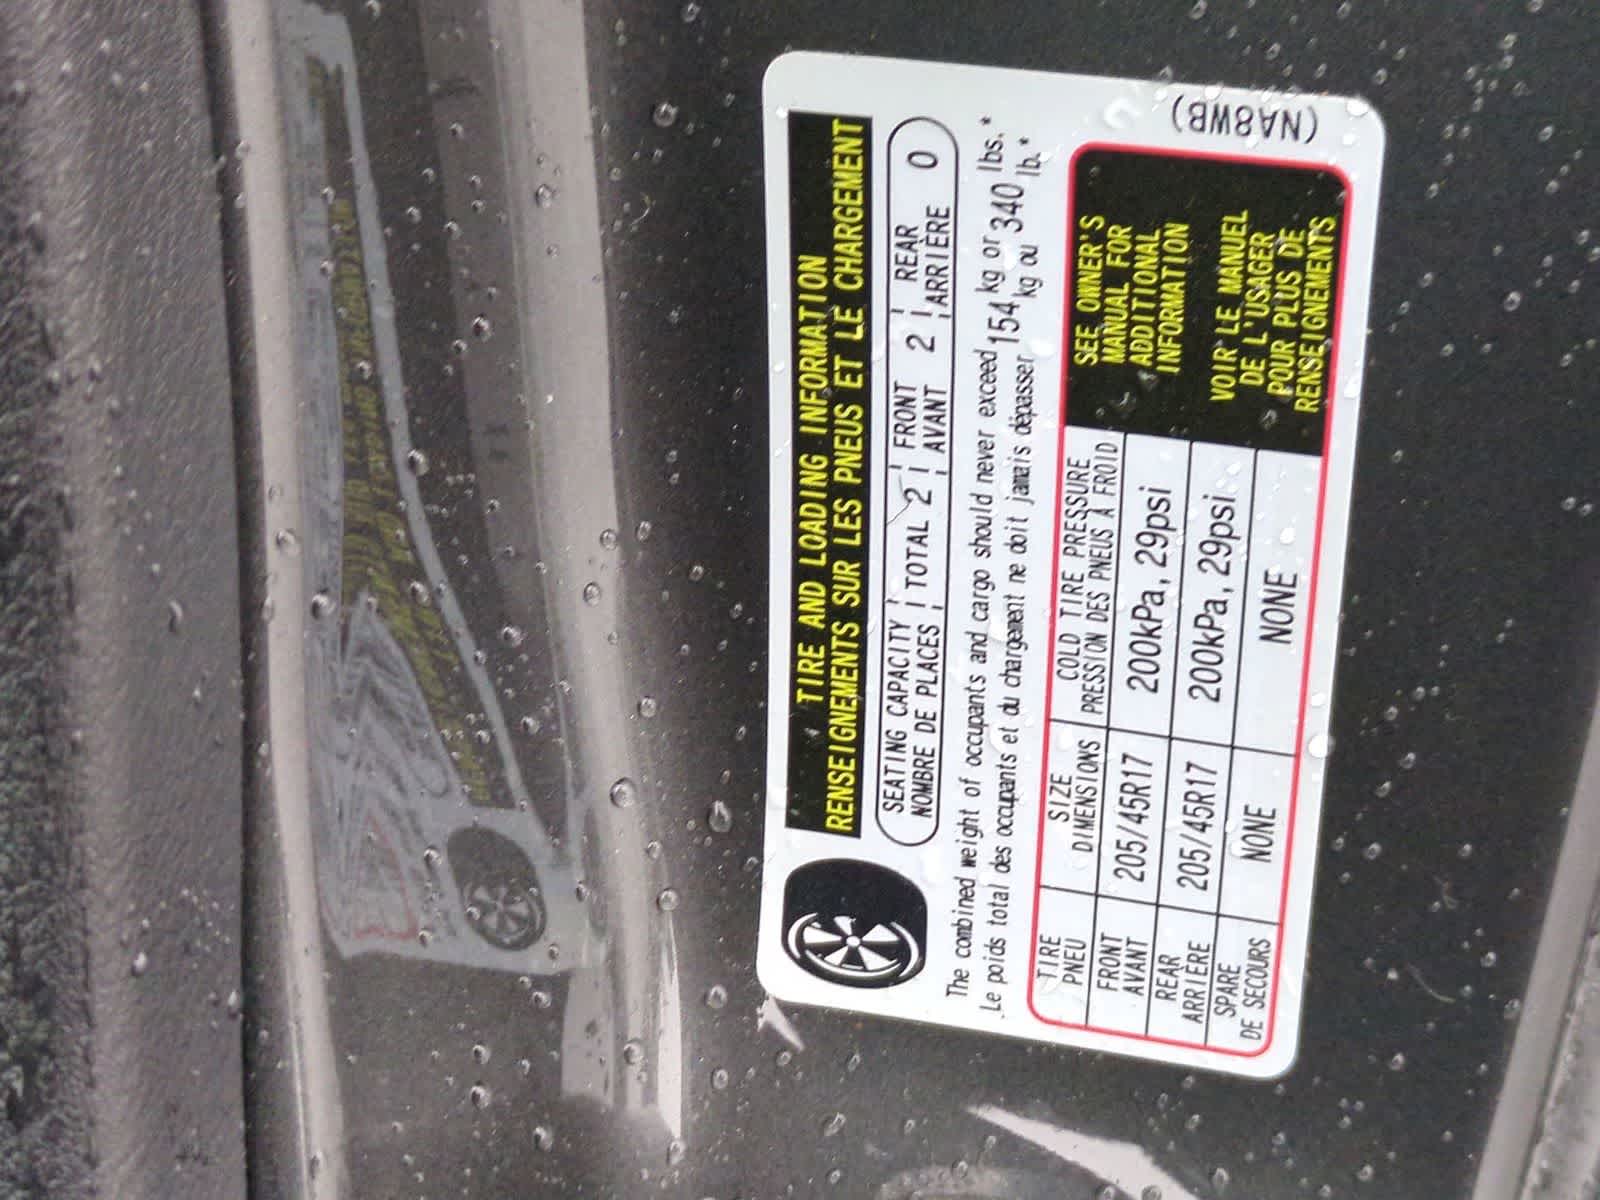 TIRE AND LOADING INFORMATION
RENSEIGNEMENTS SUR LES PNEUS ET LE CHARGEMENT
SEATING CAPACITY TOTAL 2 FRONT 2 REAR 0
NOMBRE DE PLACES AVANT ARRIÈRE
The combined weight of occupants and cargo should never exceed 154 kg or 340 lbs.*
Le poids total des occupants et du chargement ne doit jamais dépasser kg ou lb.*
TIRE SIZE COLD TIRE PRESSURE
PNEU DIMENSIONS PRESSION DES PNEUS À FROID
FRONT 205/45R17 200kPa, 29psi
AVANT
REAR 205/45R17 200kPa, 29psi
ARRIÈRE
SPARE NONE NONE
DE SECOURS
SEE OWNER'S
MANUAL FOR
ADDITIONAL
INFORMATION
VOIR LE MANUEL
DE L'USAGER
POUR PLUS DE
RENSEIGNEMENTS
(NA8WB)